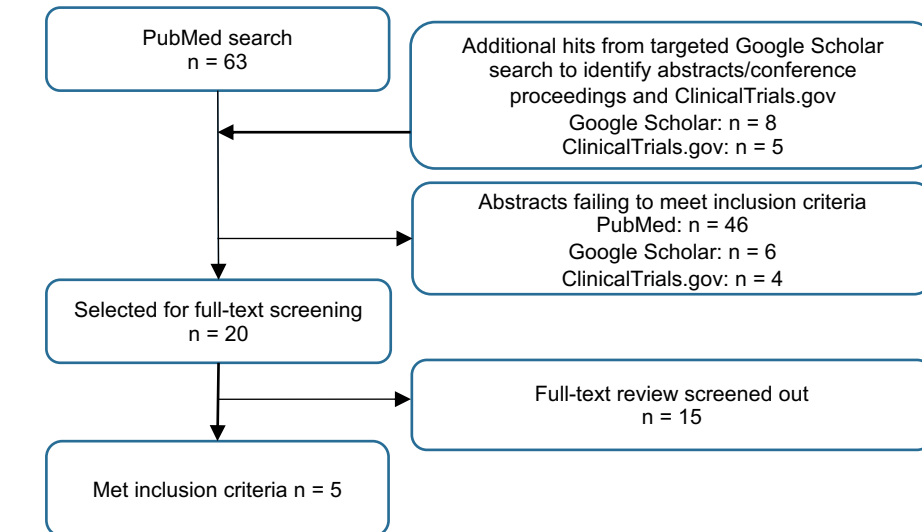 PubMed search
n = 63
Additional hits from targeted Google Scholar
search to identify abstracts/conference
proceedings and ClinicalTrials.gov
Google Scholar: n = 8
ClinicalTrials.gov: n = 5
Abstracts failing to meet inclusion criteria
PubMed: n = 46
Google Scholar: n = 6
ClinicalTrials.gov: n = 4
Selected for full-text screening
n = 20
Full-text review screened out
n = 15
Met inclusion criteria n = 5